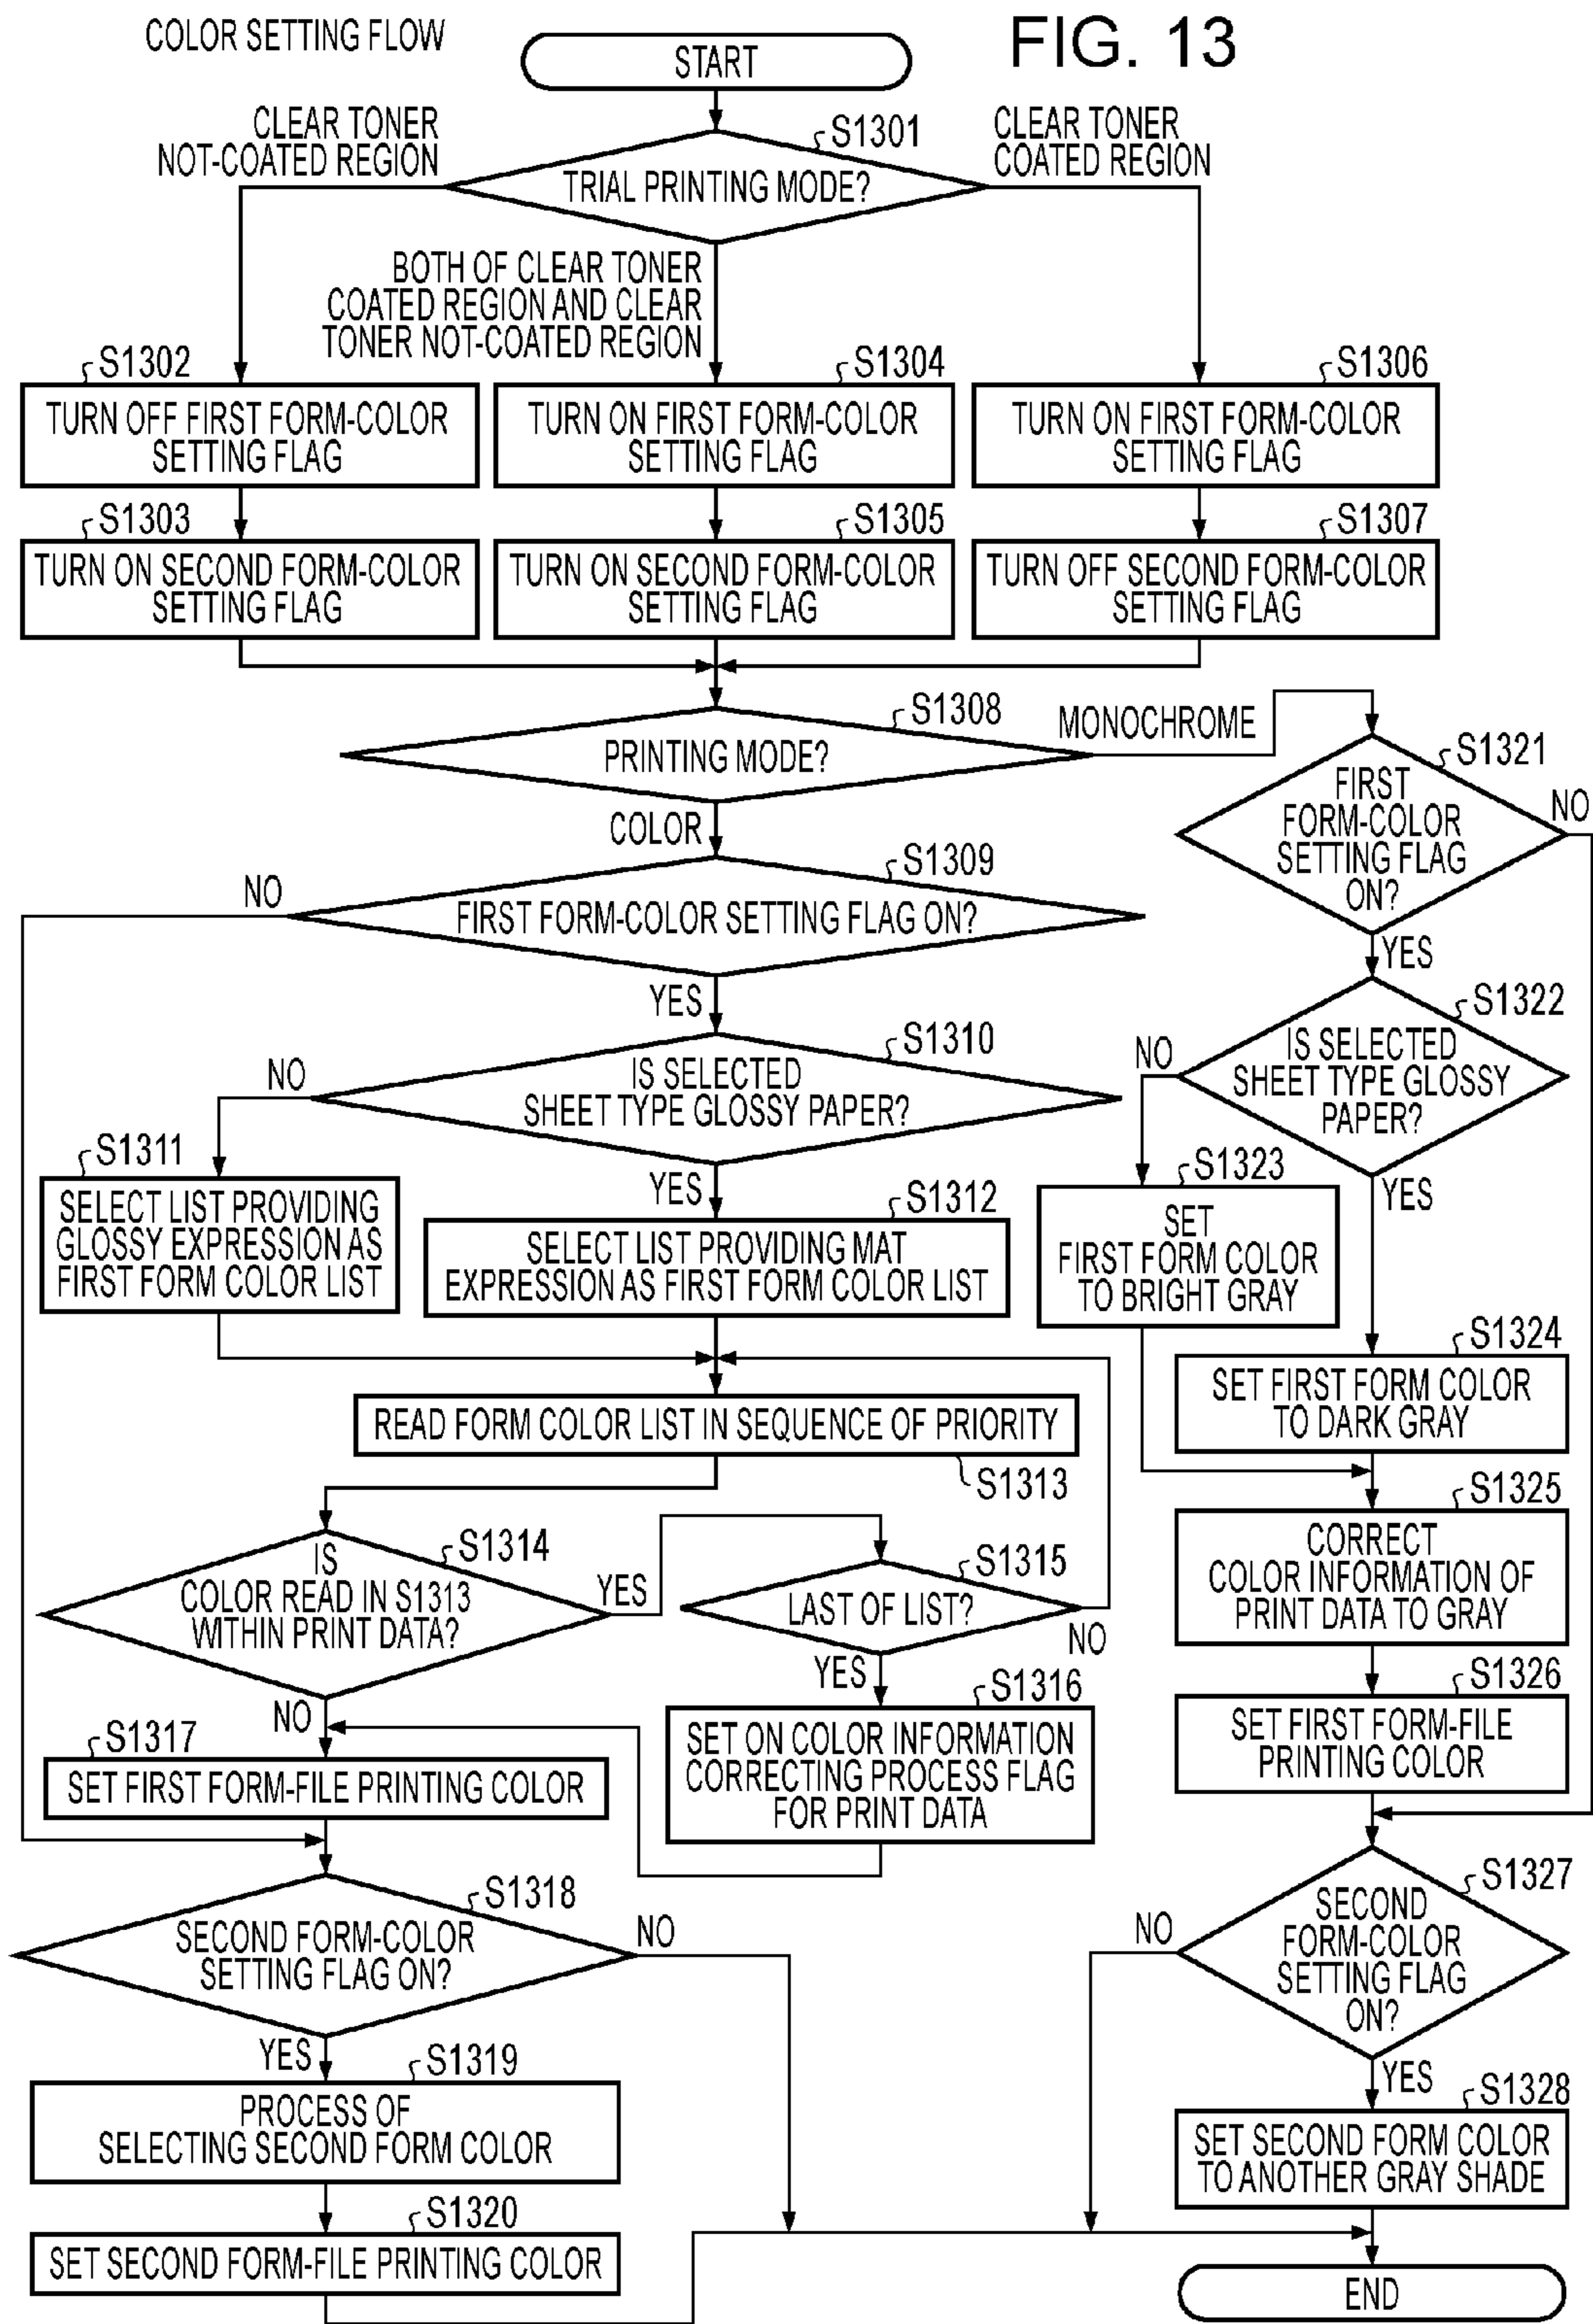 COLOR SETTING FLOW
FIG. 13
START
CLEAR TONER
NOT-COATED REGION
S1301
CLEAR TONER
COATED REGION
TRIAL PRINTING MODE?
BOTH OF CLEAR TONER
COATED REGION AND CLEAR
TONER NOT-COATED REGION
S1302
TURN OFF FIRST FORM-COLOR
SETTING FLAG
S1304
TURN ON FIRST FORM-COLOR
SETTING FLAG
S1306
TURN ON FIRST FORM-COLOR
SETTING FLAG
S1303
TURN ON SECOND FORM-COLOR
SETTING FLAG
S1305
TURN ON SECOND FORM-COLOR
SETTING FLAG
S1307
TURN OFF SECOND FORM-COLOR
SETTING FLAG
S1308
PRINTING MODE?
MONOCHROME
COLOR
S1309
FIRST FORM-COLOR SETTING FLAG ON?
NO
YES
S1310
IS SELECTED
SHEET TYPE GLOSSY PAPER?
NO
YES
S1311
SELECT LIST PROVIDING
GLOSSY EXPRESSION AS
FIRST FORM COLOR LIST
S1312
SELECT LIST PROVIDING MAT
EXPRESSION AS FIRST FORM COLOR LIST
READ FORM COLOR LIST IN SEQUENCE OF PRIORITY
S1313
S1314
IS
COLOR READ IN S1313
WITHIN PRINT DATA?
YES
NO
S1315
LAST OF LIST?
NO
YES
S1316
SET ON COLOR INFORMATION
CORRECTING PROCESS FLAG
FOR PRINT DATA
S1317
SET FIRST FORM-FILE PRINTING COLOR
S1318
SECOND FORM-COLOR
SETTING FLAG ON?
NO
YES
S1319
PROCESS OF
SELECTING SECOND FORM COLOR
S1320
SET SECOND FORM-FILE PRINTING COLOR
S1321
FIRST
FORM-COLOR
SETTING FLAG
ON?
NO
YES
S1322
IS SELECTED
SHEET TYPE GLOSSY
PAPER?
NO
YES
S1323
SET
FIRST FORM COLOR
TO BRIGHT GRAY
S1324
SET FIRST FORM COLOR
TO DARK GRAY
S1325
CORRECT
COLOR INFORMATION OF
PRINT DATA TO GRAY
S1326
SET FIRST FORM-FILE
PRINTING COLOR
S1327
SECOND
FORM-COLOR
SETTING FLAG
ON?
NO
YES
S1328
SET SECOND FORM COLOR
TO ANOTHER GRAY SHADE
END